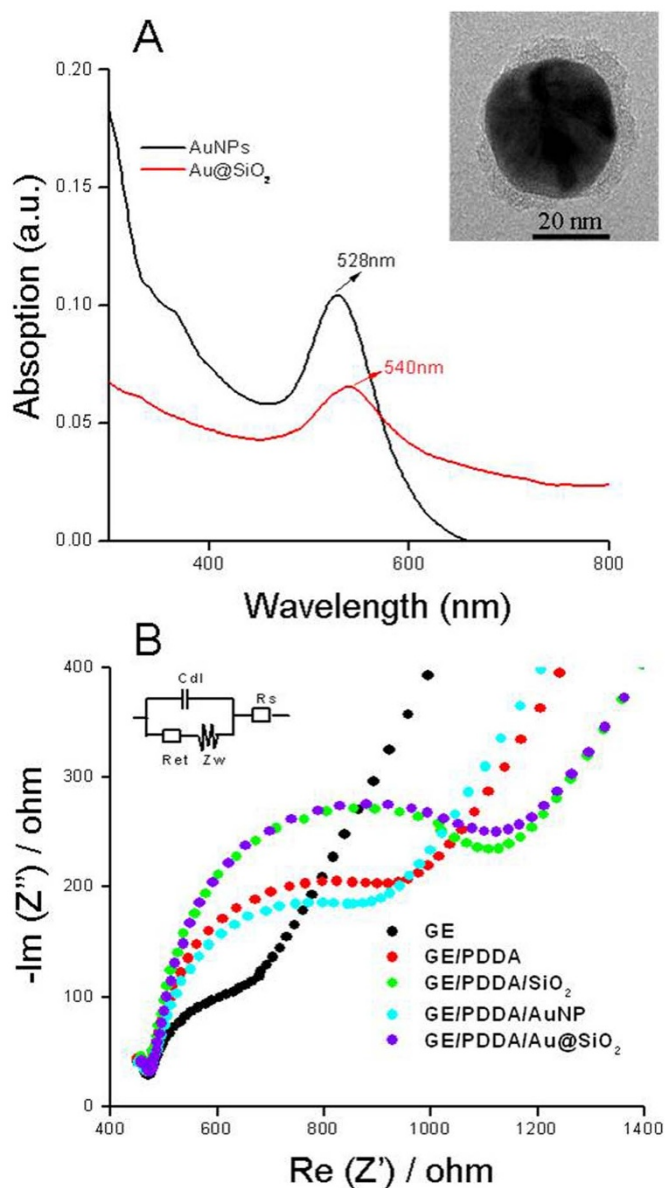 A
0.20
AuNPs
Au@SiO₂
0.15
20 nm
528nm
0.10
Absoption (a.u.)
540nm
0.05
0.00
400 600 800
Wavelength (nm)
B
400
Cdl
Rs
Ret Zw
300
-Im (Z'') / ohm
200
GE
GE/PDDA
GE/PDDA/SiO₂
100
GE/PDDA/AuNP
GE/PDDA/Au@SiO₂
0
400 600 800 1000 1200 1400
Re (Z') / ohm